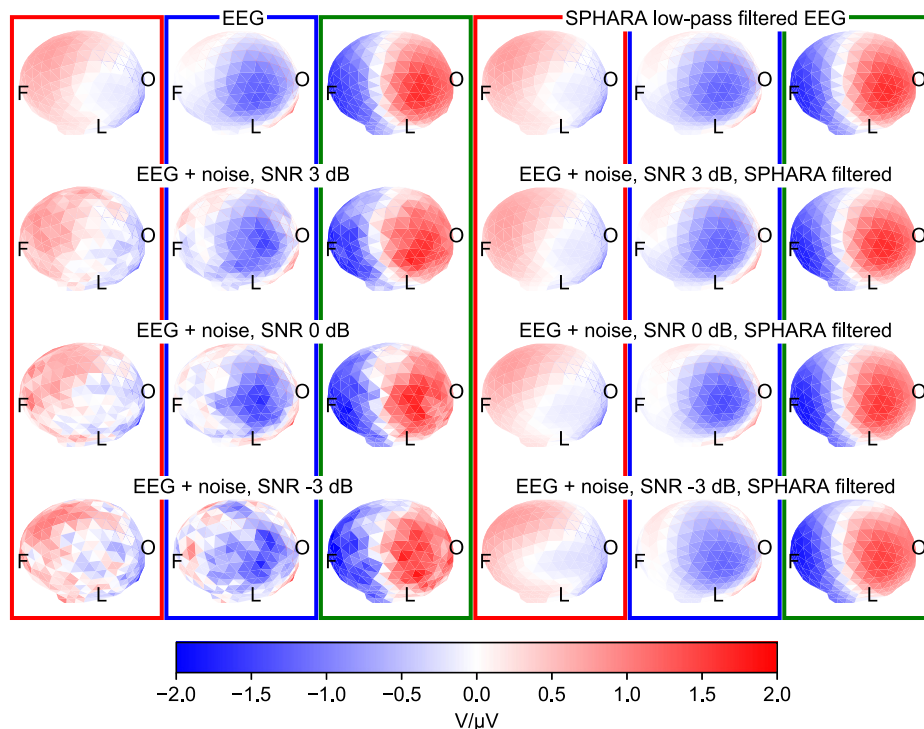 EEG SPHARA low-pass filtered EEG
F O L F L F L O F L O F L F L O
EEG + noise, SNR 3 dB EEG + noise, SNR 3 dB, SPHARA filtered
F O L F L F L O F L O F L F L O
EEG + noise, SNR 0 dB EEG + noise, SNR 0 dB, SPHARA filtered
F O L F L F L O F L O F L F L O
EEG + noise, SNR -3 dB EEG + noise, SNR -3 dB, SPHARA filtered
F O L F O L F O L F O L F O L F O L
−2.0 −1.5 −1.0 −0.5 0.0 0.5 1.0 1.5 2.0
V/µV